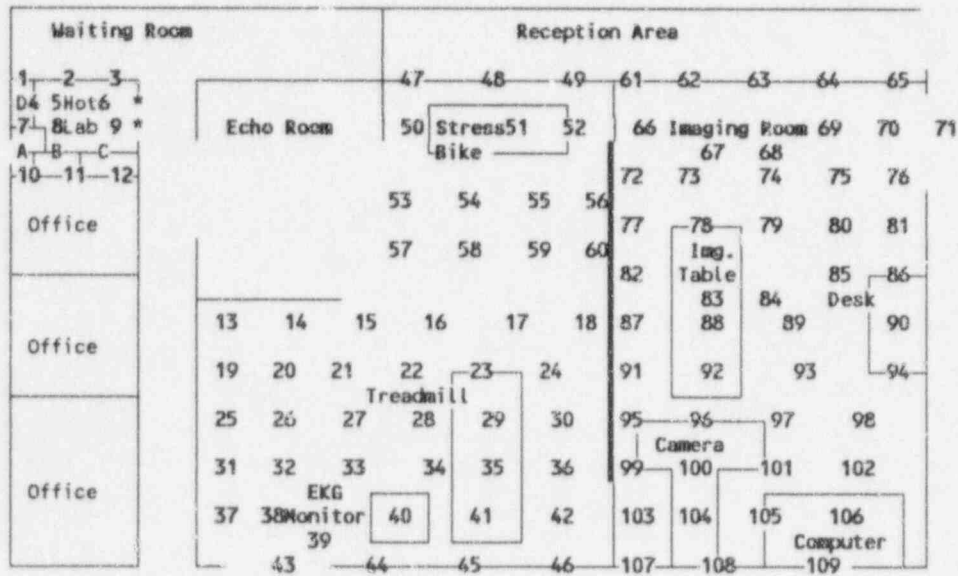 Waiting Room Reception Area
1 2 3 47 48 49 61 62 63 64 65
D4 5Hot6 *
7 8Lab 9 * Echo Room 50 Stress51 52 66 Imaging Room 69 70 71
A B C Bike 67 68
10 11 12 72 73 74 75 76
53 54 55 56
Office 77 78 79 80 81
57 58 59 60 Img.
82 Table 85 86
83 84 Desk
13 14 15 16 17 18 87 88 89 90
Office
19 20 21 22 23 24 91 92 93 94
Treadmill
25 26 27 28 29 30 95 96 97 98
Camera
31 32 33 34 35 36 99 100 101 102
Office EKG
37 38Monitor 40 41 42 103 104 105 106
39 Computer
43 44 45 46 107 108 109